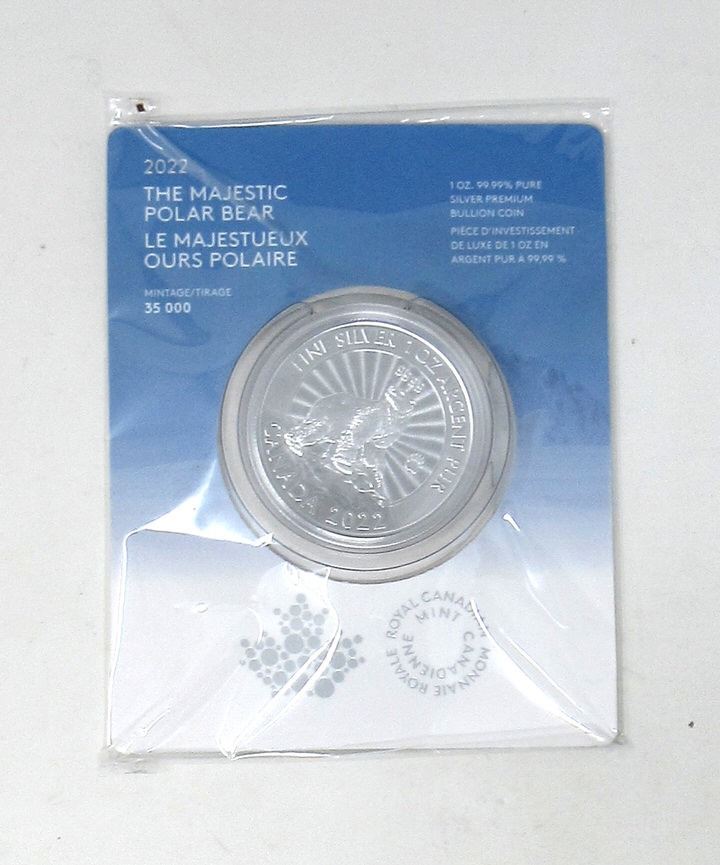 2022
THE MAJESTIC
POLAR BEAR
LE MAJESTUEUX
OURS POLAIRE
MINTAGE/TIRAGE
35 000
1 OZ. 99.99% PURE
SILVER PREMIUM
BULLION COIN
PIÈCE D'INVESTISSEMENT
DE LUXE DE 1 OZ EN
ARGENT PUR À 99,99 %
FINE SILVER 1 OZ ARGENT PUR
9999
CANADA 2022
ROYAL CANADIAN MINT
MONNAIE ROYALE CANADIENNE